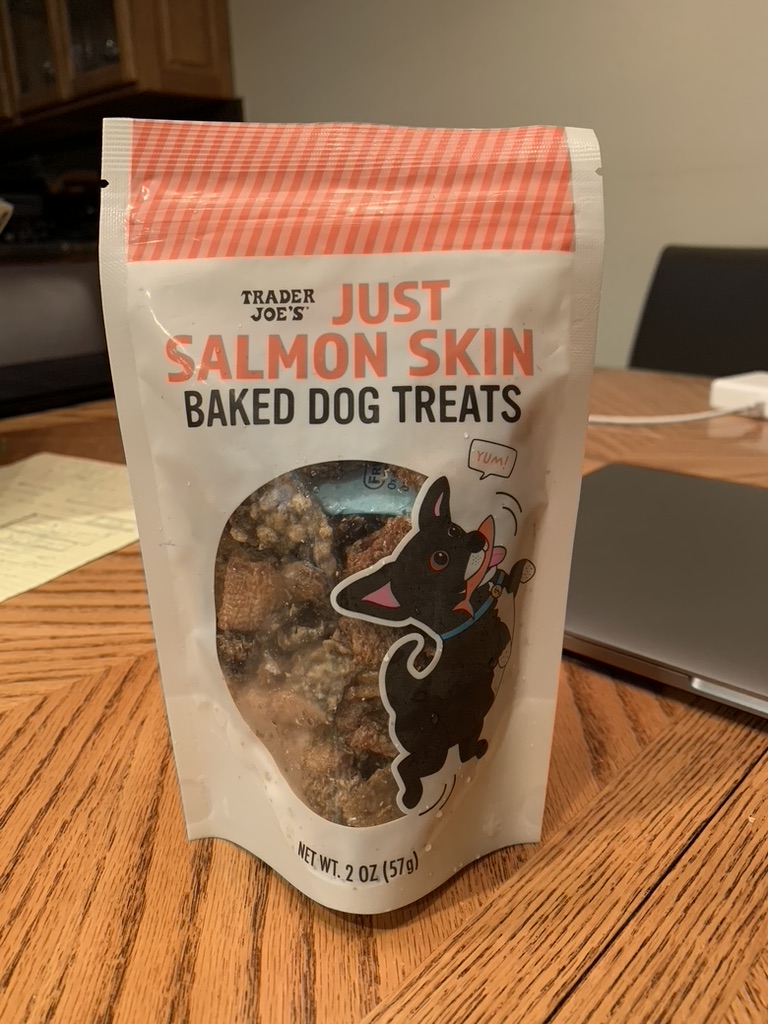 TRADER
JOE'S
JUST
SALMON SKIN
BAKED DOG TREATS
YUM!
NET WT. 2 OZ (57g)